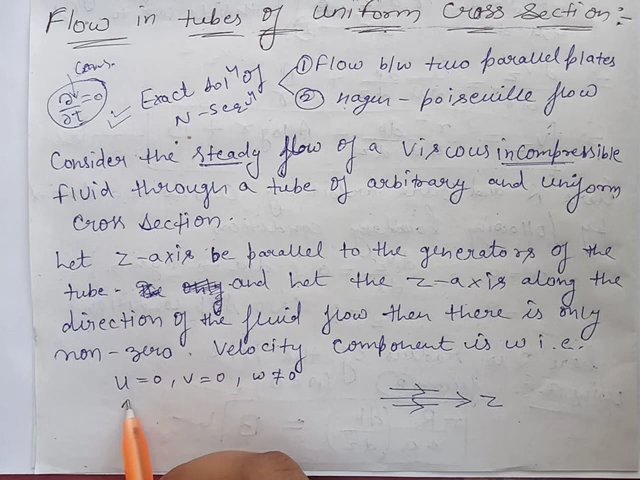 Flow in tubes of uniform cross section:-
Cons.
∂/∂t = 0
Exact solⁿ of
N-S eqⁿ
① Flow b/w two parallel plates
② nagen - poiseuille flow
Consider the steady flow of a viscous incompressible
fluid through a tube of arbitrary and uniform
cross section.
Let z-axis be parallel to the generators of the
tube. and Let the z-axis along the
direction of the fluid flow then there is only
non-zero. velocity component is w i.e.
u = 0, v = 0, w ≠ 0
z